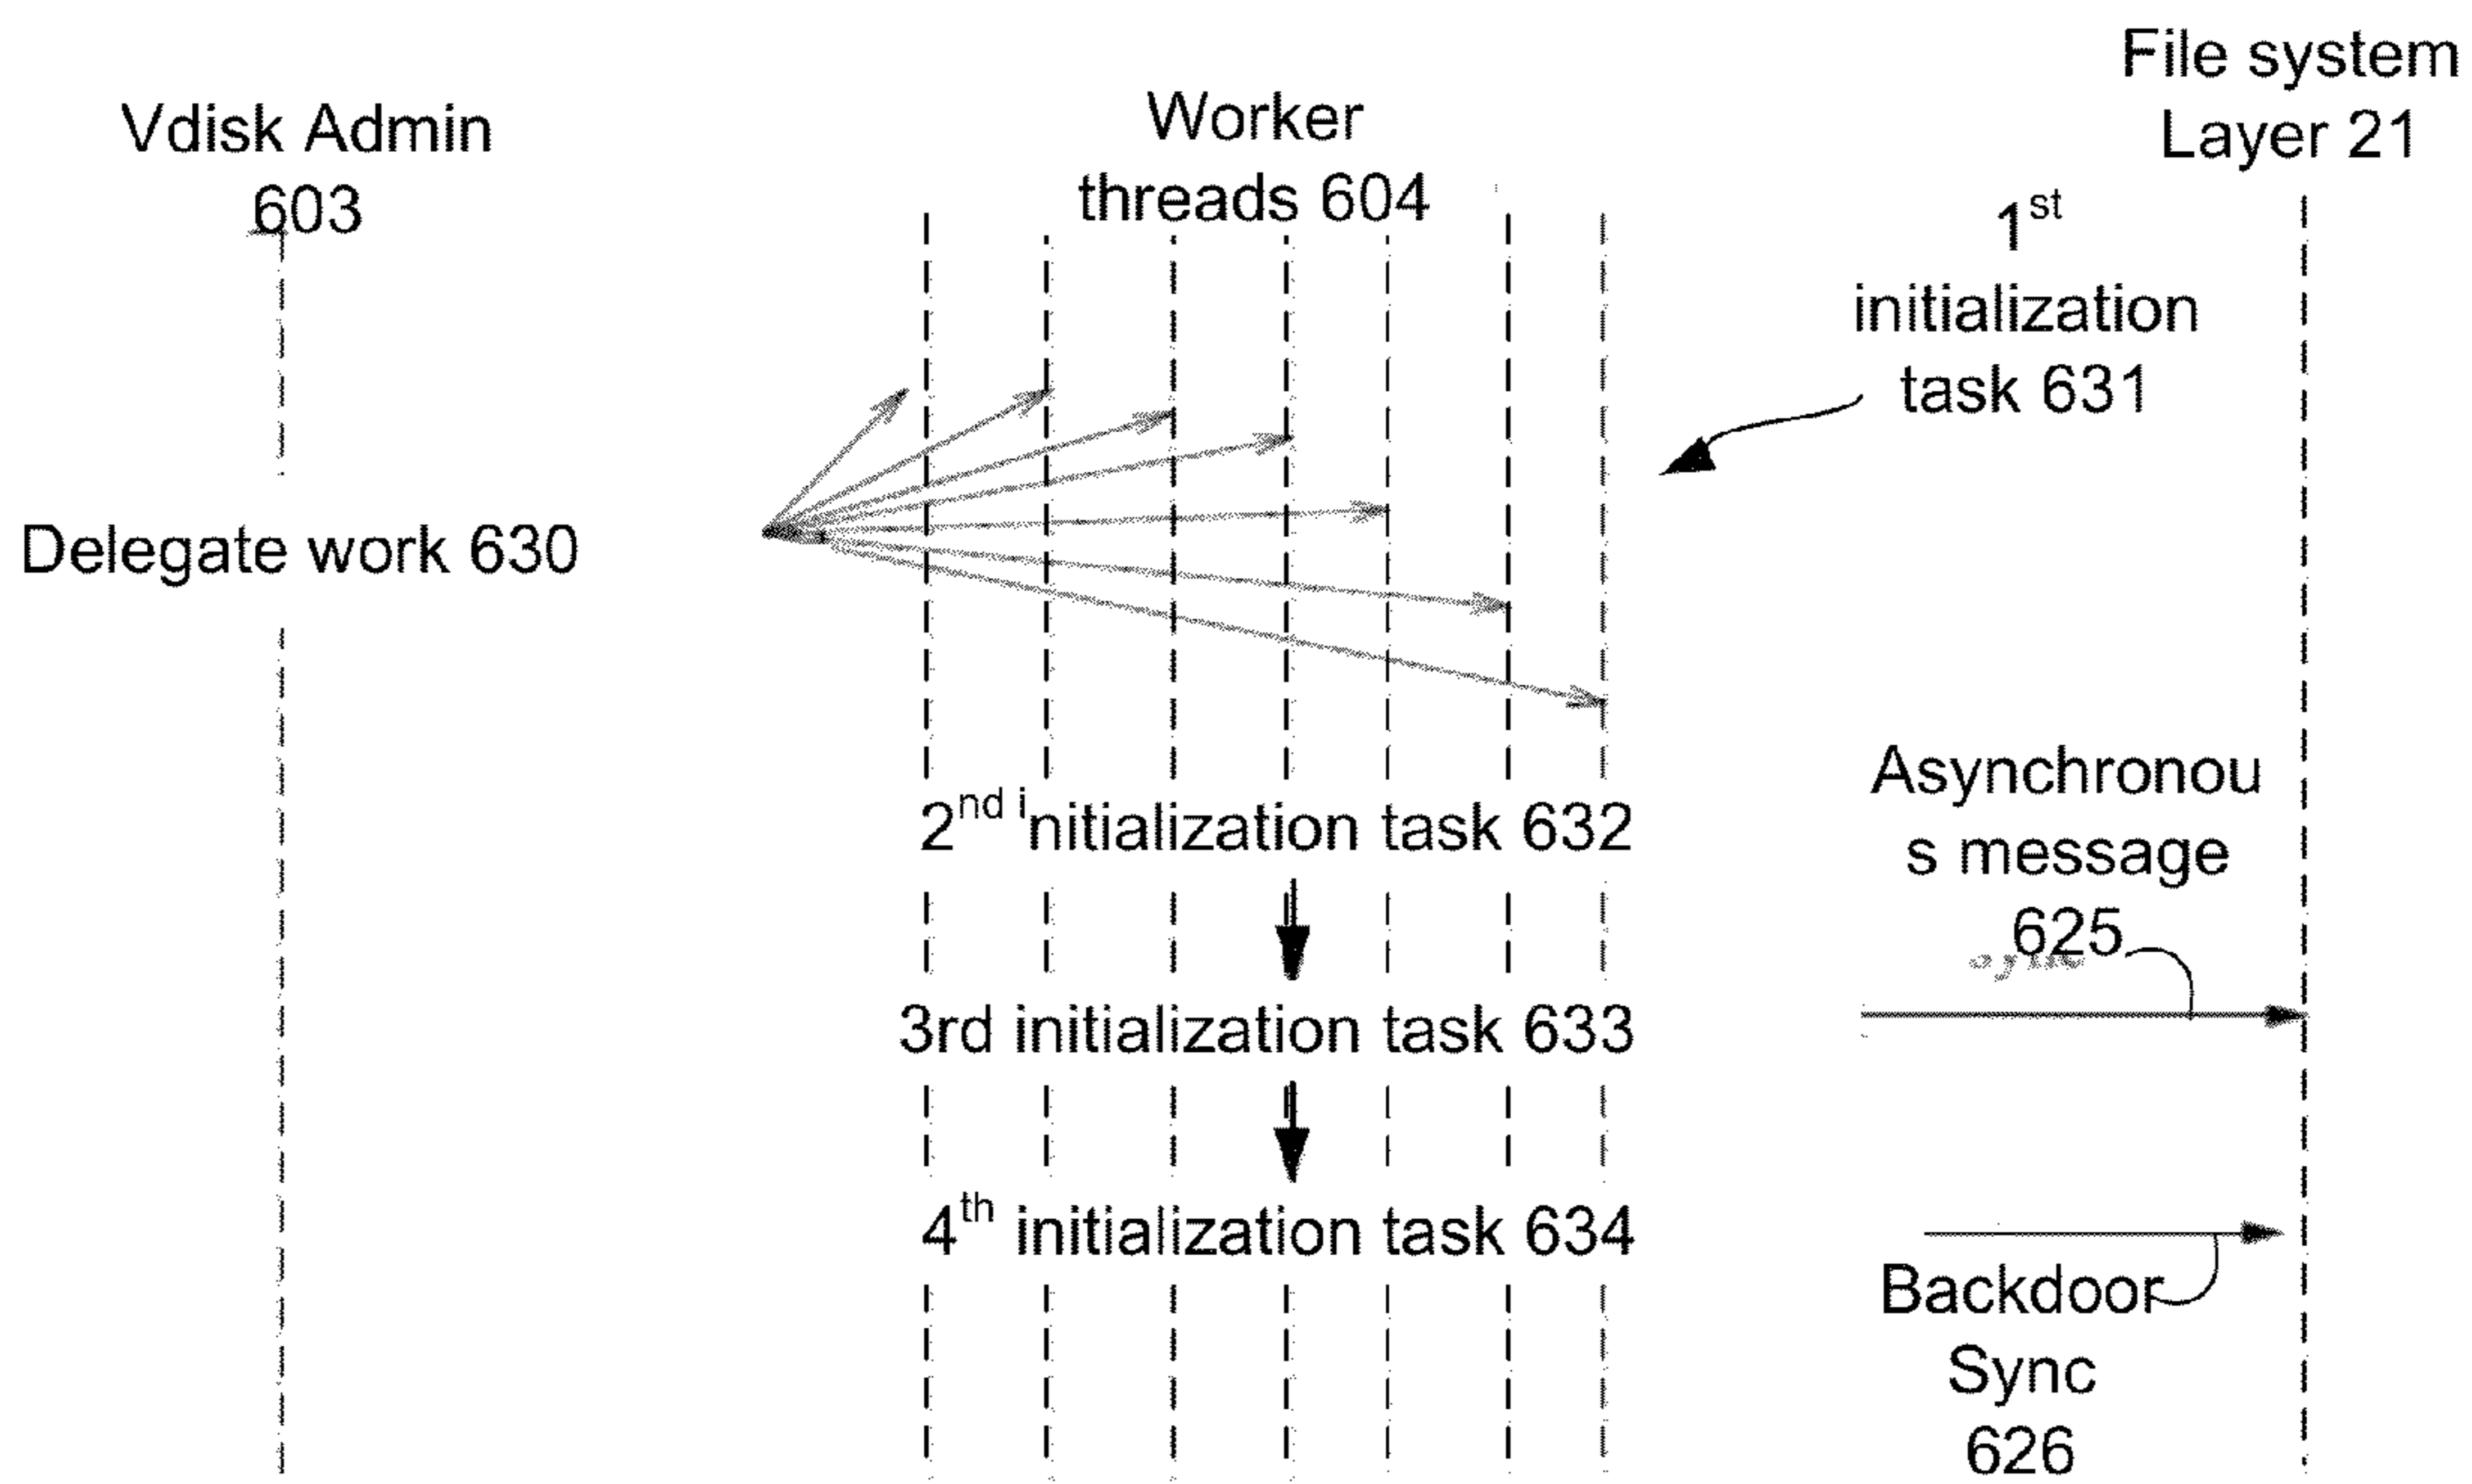 Vdisk Admin
603
Worker
threads 604
File system
Layer 21
1st
initialization
task 631
Delegate work 630
2nd initialization task 632
Asynchronou
s message
625
3rd initialization task 633
4th initialization task 634
Backdoor
Sync
626